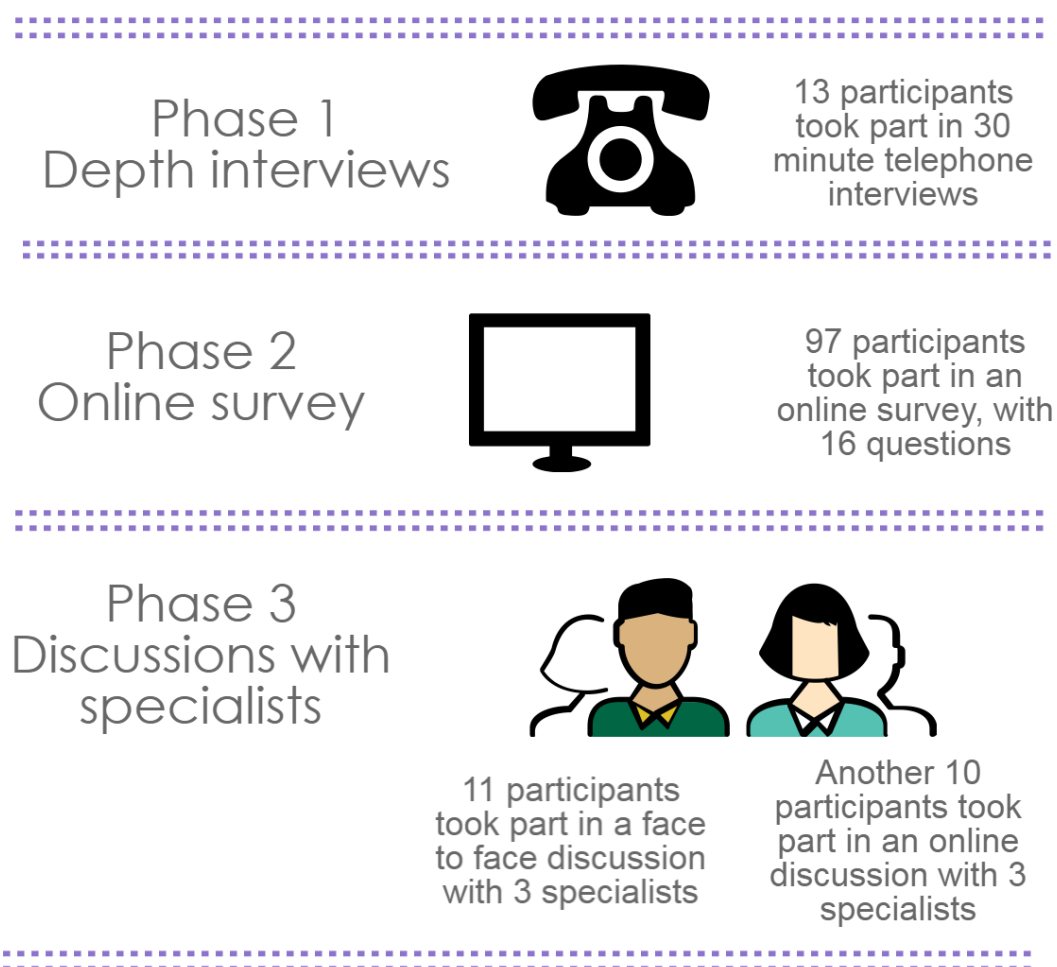 Phase 1
Depth interviews
13 participants
took part in 30
minute telephone
interviews
Phase 2
Online survey
97 participants
took part in an
online survey, with
16 questions
Phase 3
Discussions with
specialists
11 participants
took part in a face
to face discussion
with 3 specialists
Another 10
participants took
part in an online
discussion with 3
specialists